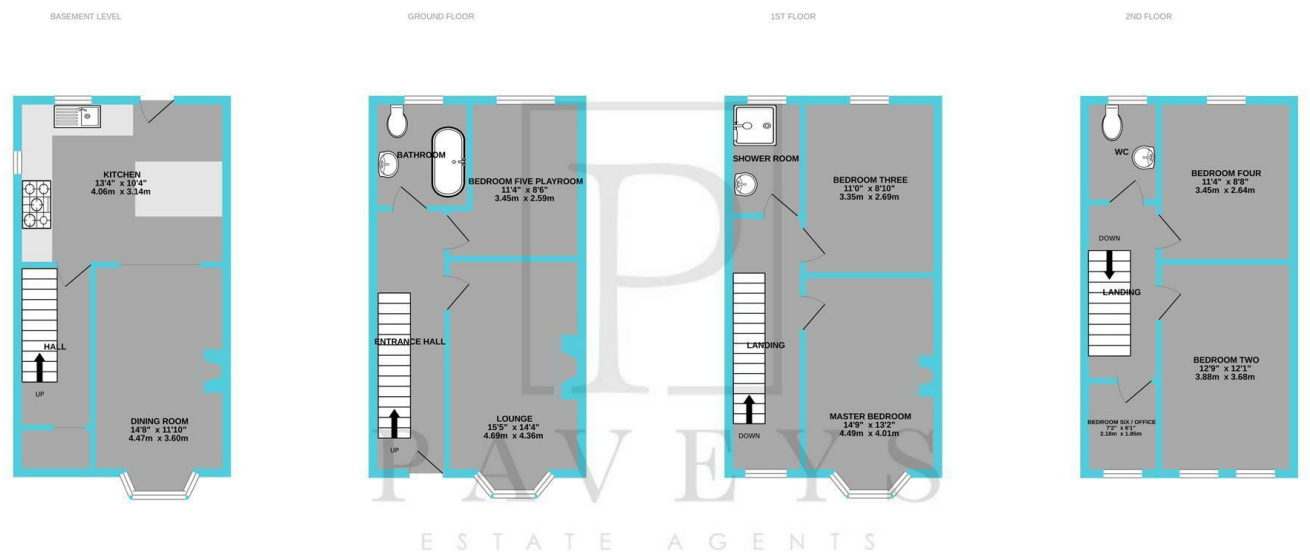 BASEMENT LEVEL
GROUND FLOOR
1ST FLOOR
2ND FLOOR
KITCHEN
13'4" x 10'4"
4.06m x 3.14m
HALL
UP
DINING ROOM
14'8" x 11'10"
4.47m x 3.60m
BATHROOM
BEDROOM FIVE PLAYROOM
11'4" x 8'6"
3.45m x 2.59m
ENTRANCE HALL
UP
LOUNGE
15'5" x 14'4"
4.69m x 4.36m
SHOWER ROOM
BEDROOM THREE
11'0" x 8'10"
3.35m x 2.69m
LANDING
DOWN
MASTER BEDROOM
14'9" x 13'2"
4.49m x 4.01m
WC
BEDROOM FOUR
11'4" x 8'8"
3.45m x 2.64m
DOWN
LANDING
BEDROOM TWO
12'9" x 12'1"
3.88m x 3.68m
BEDROOM SIX / OFFICE
7'2" x 6'1"
2.18m x 1.85m
P
PAVEYS
ESTATE AGENTS